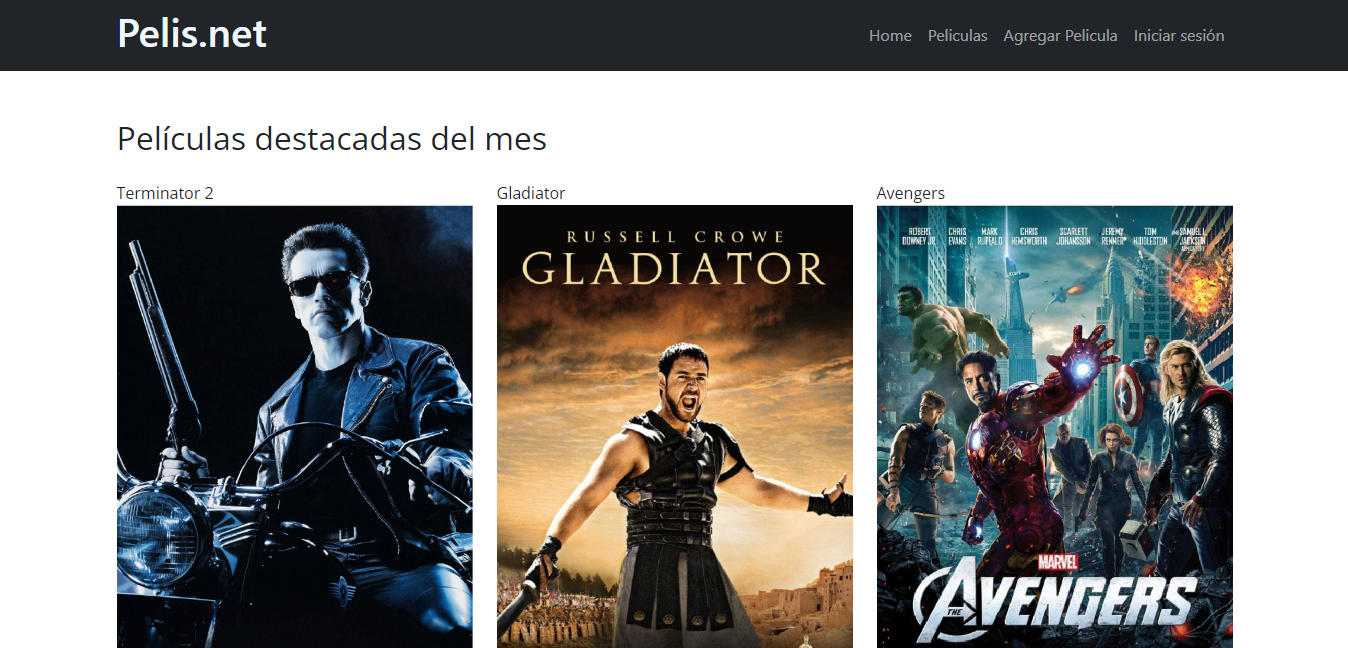 Pelis.net
Home Peliculas Agregar Pelicula Iniciar sesión
Películas destacadas del mes
Terminator 2
Gladiator
Avengers
RUSSELL CROWE
GLADIATOR
ROBERT DOWNEY JR. CHRIS EVANS MARK RUFFALO CHRIS HEMSWORTH SCARLETT JOHANSSON JEREMY RENNER TOM HIDDLESTON AND SAMUEL L. JACKSON
MARVEL
THE AVENGERS